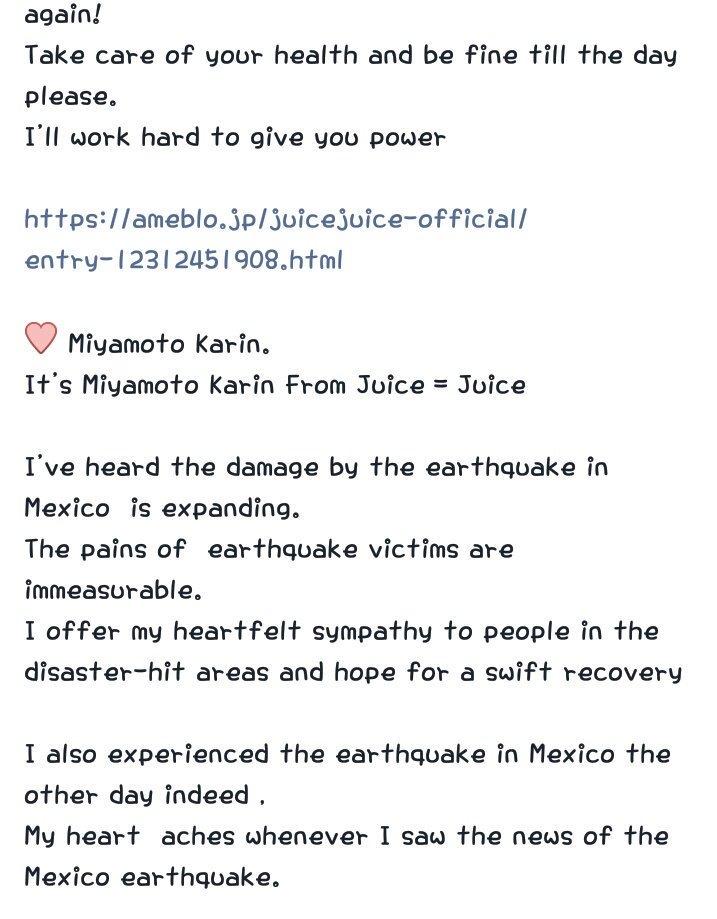 again!
Take care of your health and be fine till the day
please.
I'll work hard to give you power
https://ameblo.jp/juicejuice-official/
entry-12312451908.html
Miyamoto Karin.
It's Miyamoto Karin From Juice = Juice
I've heard the damage by the earthquake in
Mexico  is expanding.
The pains of  earthquake victims are
immeasurable.
I offer my heartfelt sympathy to people in the
disaster-hit areas and hope for a swift recovery
I also experienced the earthquake in Mexico the
other day indeed ,
My heart  aches whenever I saw the news of the
Mexico earthquake.